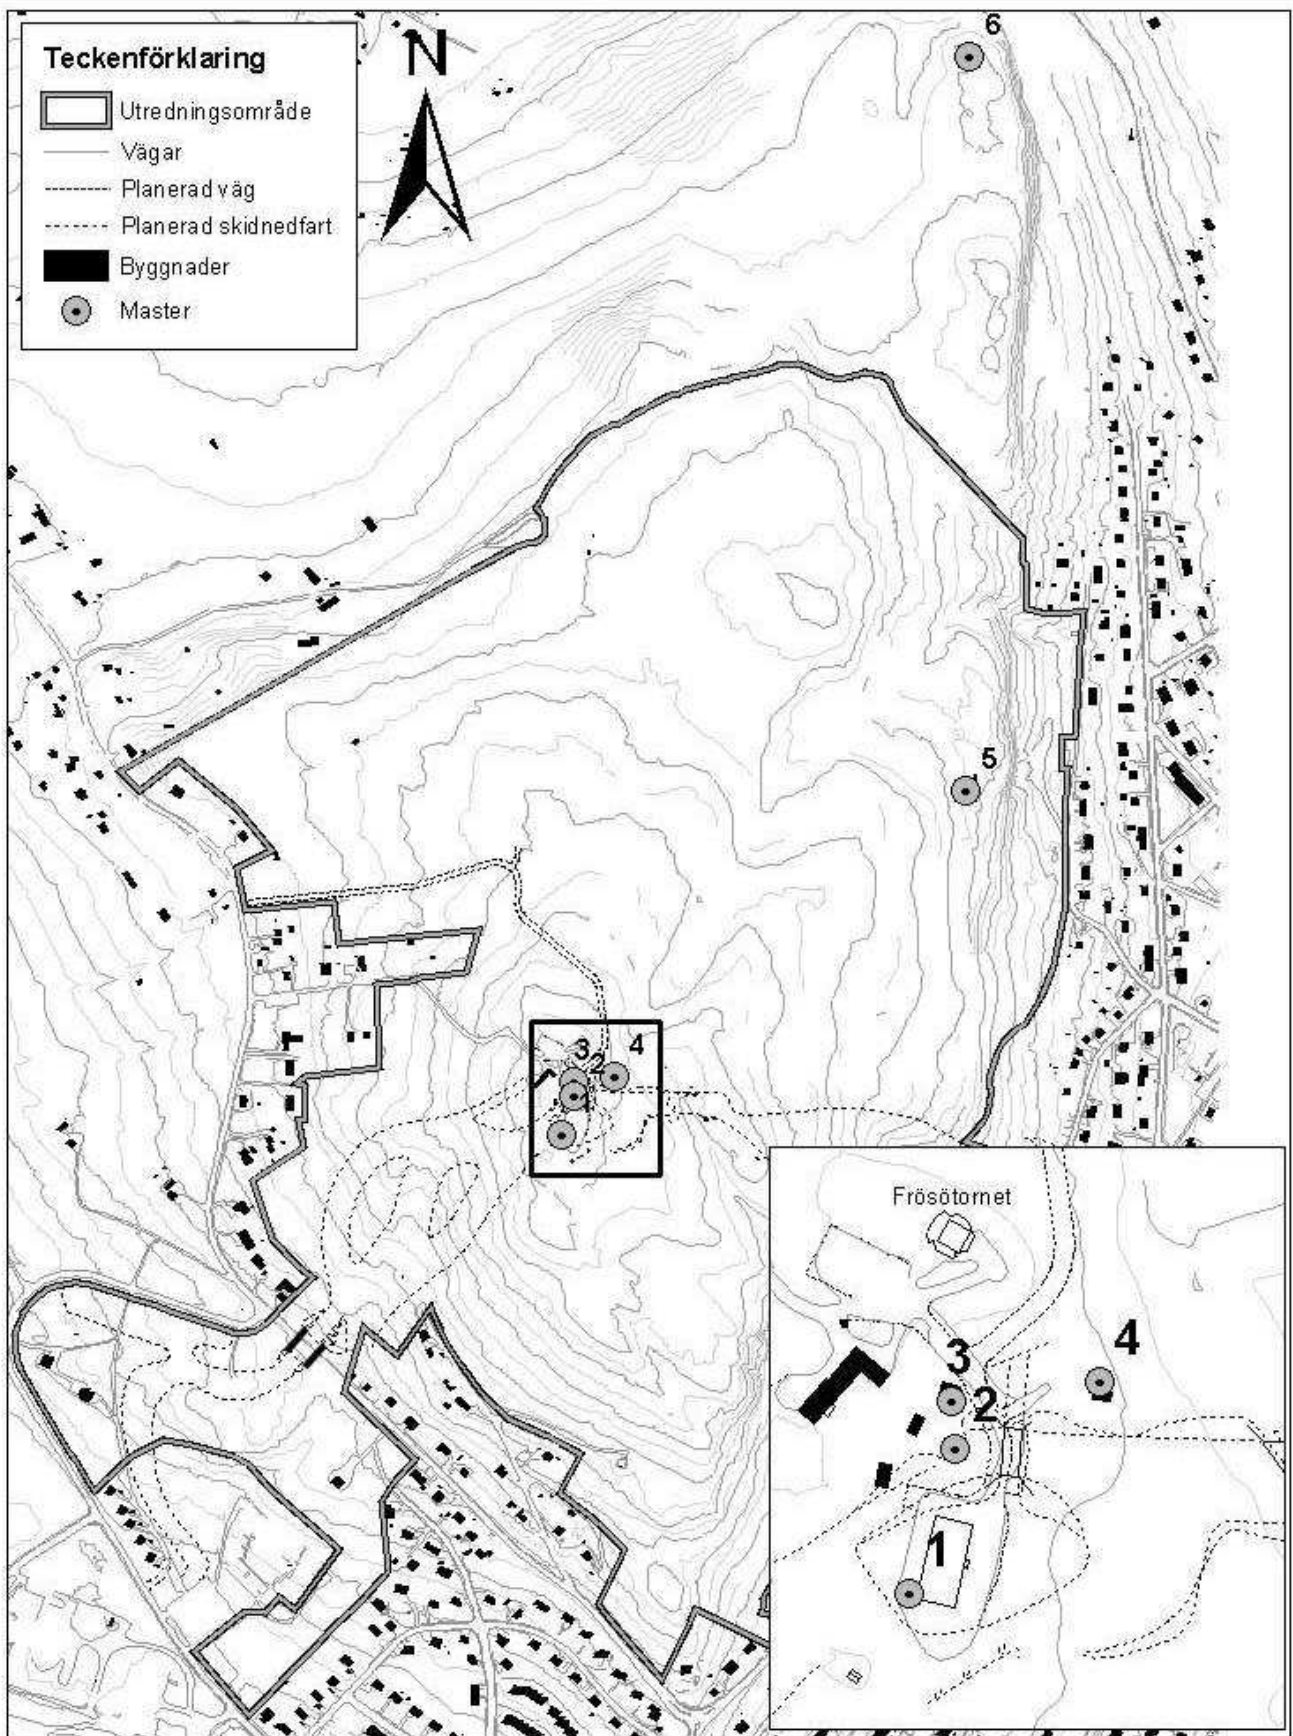 Teckenförklaring
Utredningsområde
Vägar
Planerad väg
Planerad skidnedfart
Byggnader
Master
N
6
5
3
2
4
1
Frösötornet
3
4
2
1